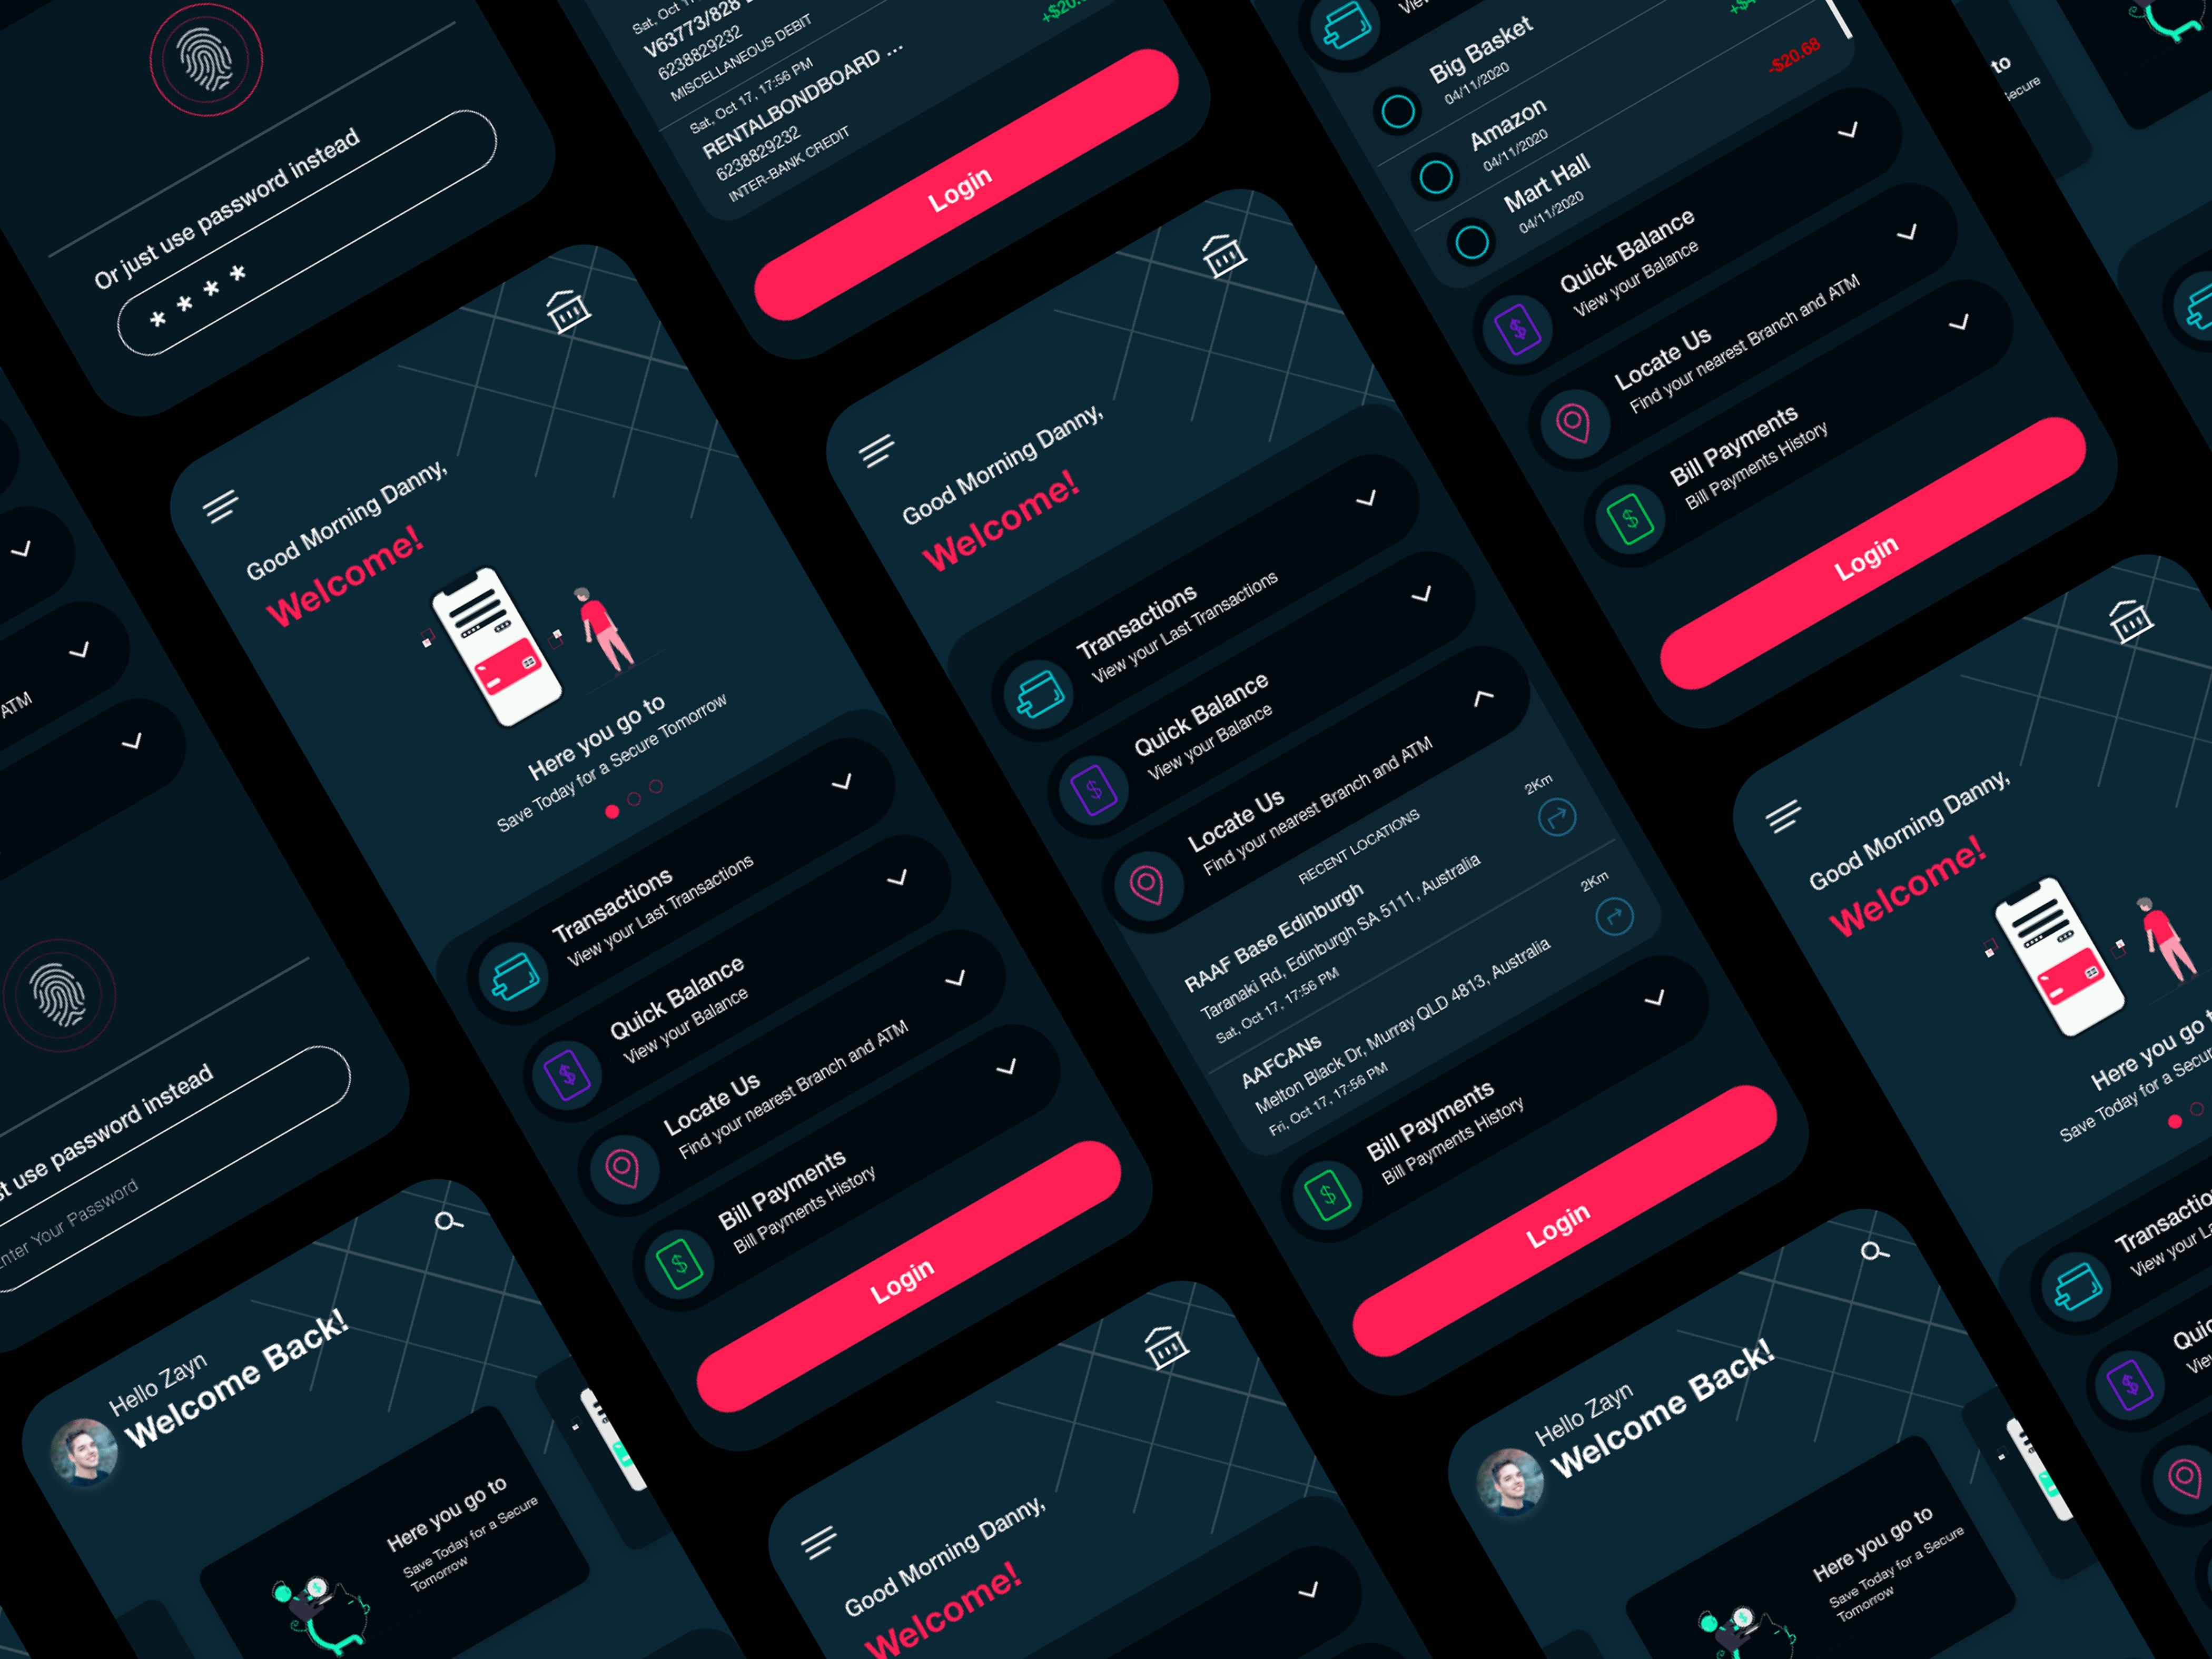 Or just use password instead
* * * *
Sat, Oct
V63773/828
6238829232
MISCELLANEOUS DEBIT
Sat, Oct 17, 17:56 PM
RENTALBONDBOARD ...
6238829232
INTER-BANK CREDIT
Login
Big Basket
04/11/2020
Amazon
04/11/2020
-$20.68
Mart Hall
04/11/2020
Quick Balance
View your Balance
Locate Us
Find your nearest Branch and ATM
Bill Payments
Bill Payments History
Login
to
Secure
ATM
use password instead
Enter Your Password
Good Morning Danny,
Welcome!
Here you go to
Save Today for a Secure Tomorrow
Transactions
View your Last Transactions
Quick Balance
View your Balance
Locate Us
Find your nearest Branch and ATM
Bill Payments
Bill Payments History
Login
Good Morning Danny,
Welcome!
Transactions
View your Last Transactions
Quick Balance
View your Balance
Locate Us
Find your nearest Branch and ATM
RECENT LOCATIONS
RAAF Base Edinburgh
Taranaki Rd, Edinburgh SA 5111, Australia
Sat, Oct 17, 17:56 PM
2Km
AAFCANs
Melton Black Dr, Murray QLD 4813, Australia
Fri, Oct 17, 17:56 PM
2Km
Bill Payments
Bill Payments History
Login
Good Morning Danny,
Welcome!
Here you go
Save Today for a
Hello Zayn
Welcome Back!
Here you go to
Save Today for a Secure
Tomorrow
Good Morning Danny,
Welcome!
Hello Zayn
Welcome Back!
Here you go to
Save Today for a Secure
Tomorrow